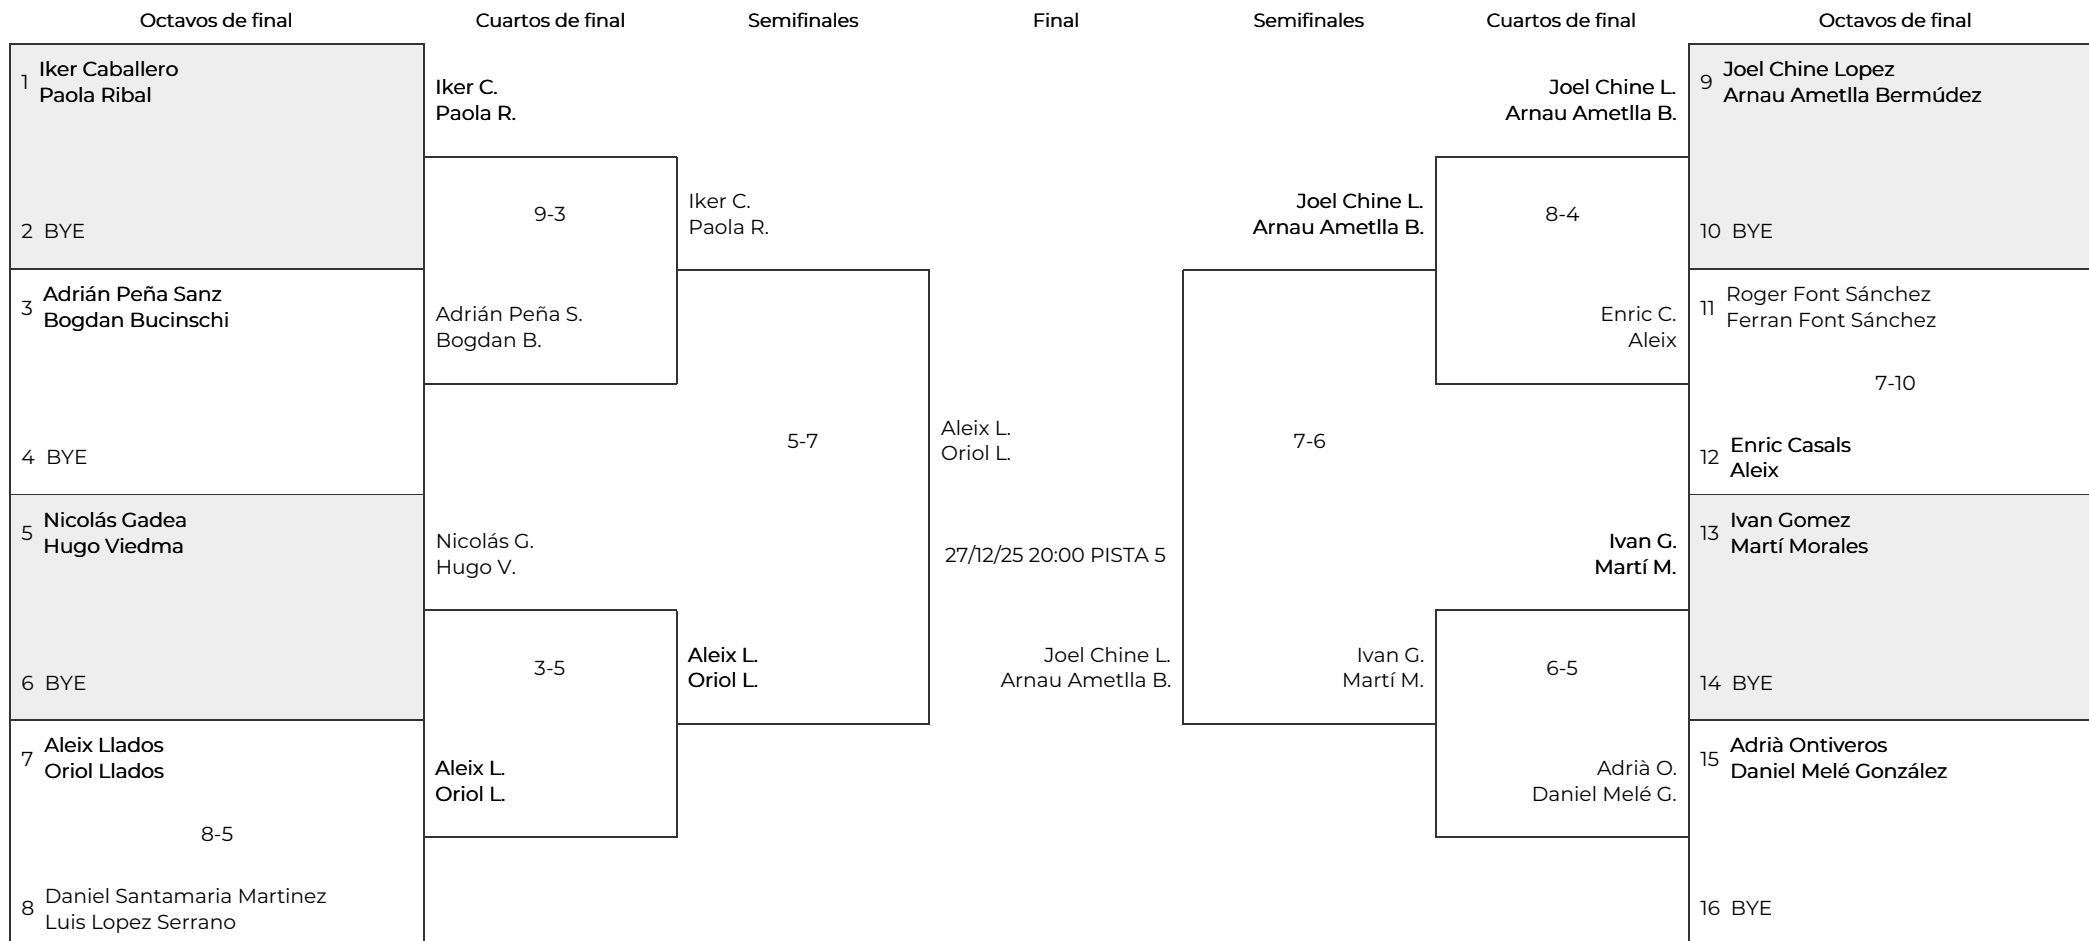 Octavos de final
Cuartos de final
Semifinales
Final
Semifinales
Cuartos de final
Octavos de final
1 Iker Caballero
Paola Ribal
2 BYE
3 Adrián Peña Sanz
Bogdan Bucinschi
4 BYE
5 Nicolás Gadea
Hugo Viedma
6 BYE
7 Aleix Llados
Oriol Llados
8-5
8 Daniel Santamaria Martinez
Luis Lopez Serrano
Iker C.
Paola R.
9-3
Adrián Peña S.
Bogdan B.
Nicolás G.
Hugo V.
3-5
Aleix L.
Oriol L.
Iker C.
Paola R.
5-7
Aleix L.
Oriol L.
Aleix L.
Oriol L.
27/12/25 20:00 PISTA 5
Joel Chine L.
Arnau Ametlla B.
Joel Chine L.
Arnau Ametlla B.
7-6
Ivan G.
Martí M.
Joel Chine L.
Arnau Ametlla B.
8-4
Enric C.
Aleix
Ivan G.
Martí M.
6-5
Adrià O.
Daniel Melé G.
9 Joel Chine Lopez
Arnau Ametlla Bermúdez
10 BYE
11 Roger Font Sánchez
Ferran Font Sánchez
7-10
12 Enric Casals
Aleix
13 Ivan Gomez
Martí Morales
14 BYE
15 Adrià Ontiveros
Daniel Melé González
16 BYE